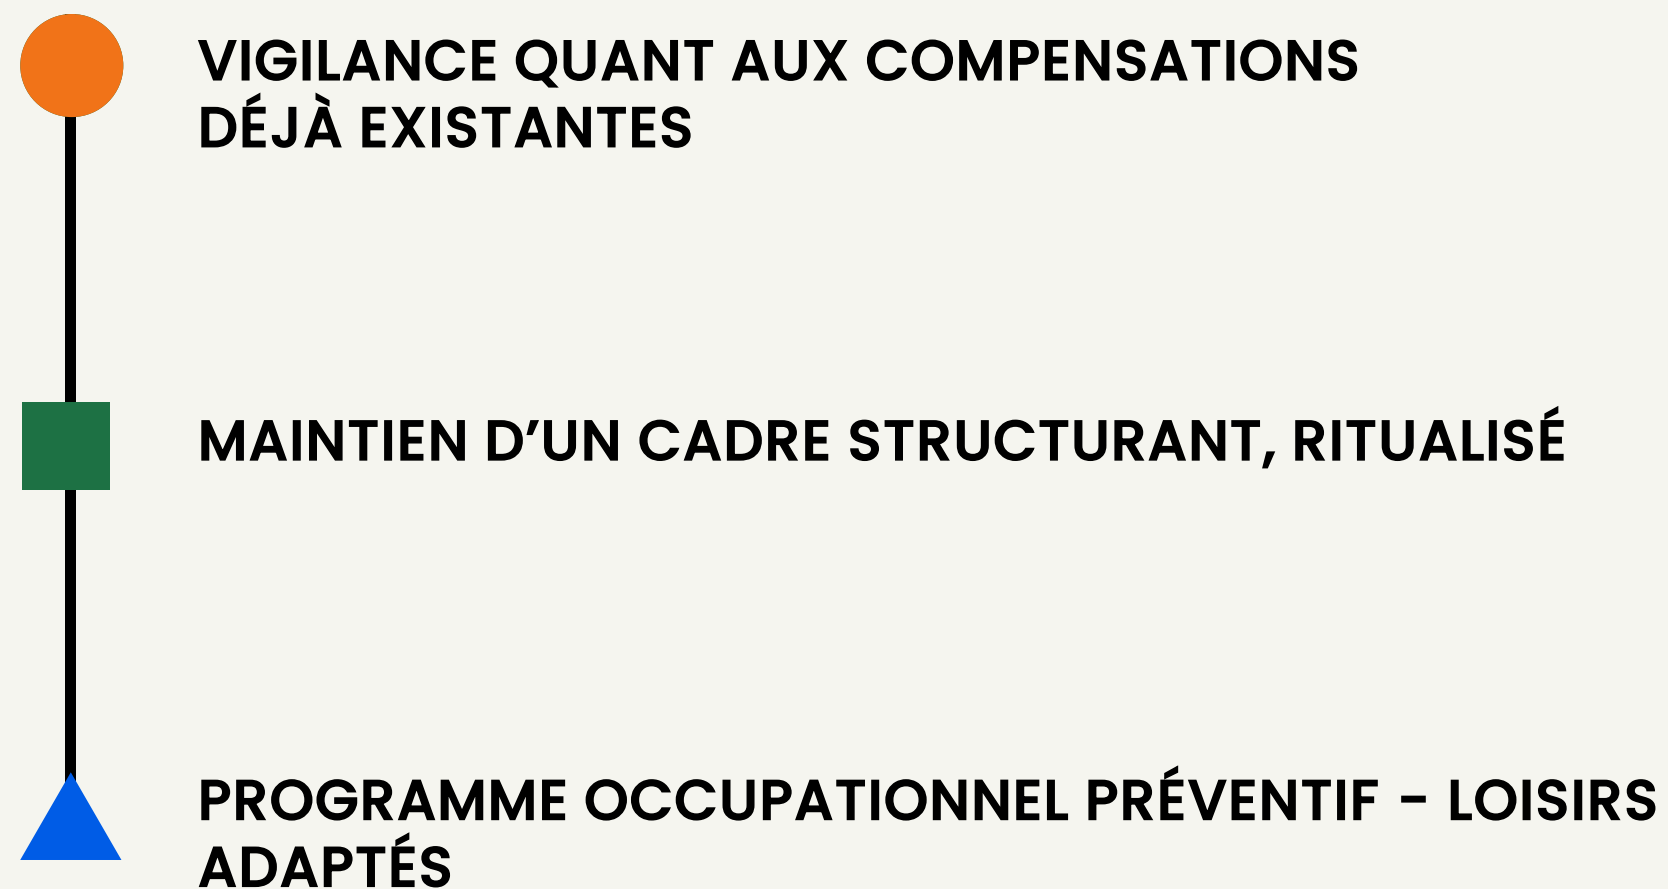 VIGILANCE QUANT AUX COMPENSATIONS
DÉJÀ EXISTANTES
MAINTIEN D’UN CADRE STRUCTURANT, RITUALISÉ
PROGRAMME OCCUPATIONNEL PRÉVENTIF - LOISIRS
ADAPTÉS